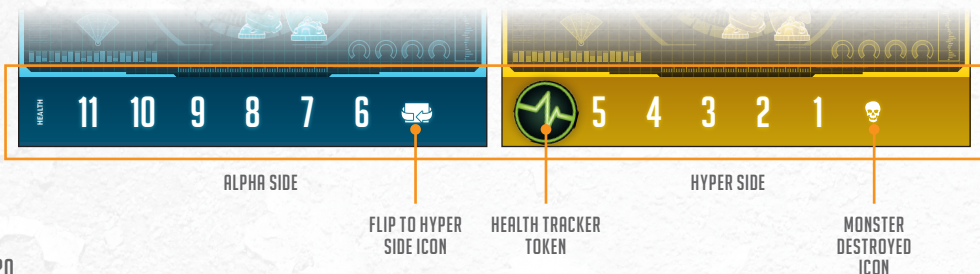 HEALTH 11 10 9 8 7 6
5 4 3 2 1
ALPHA SIDE
HYPER SIDE
FLIP TO HYPER
SIDE ICON
HEALTH TRACKER
TOKEN
MONSTER
DESTROYED
ICON